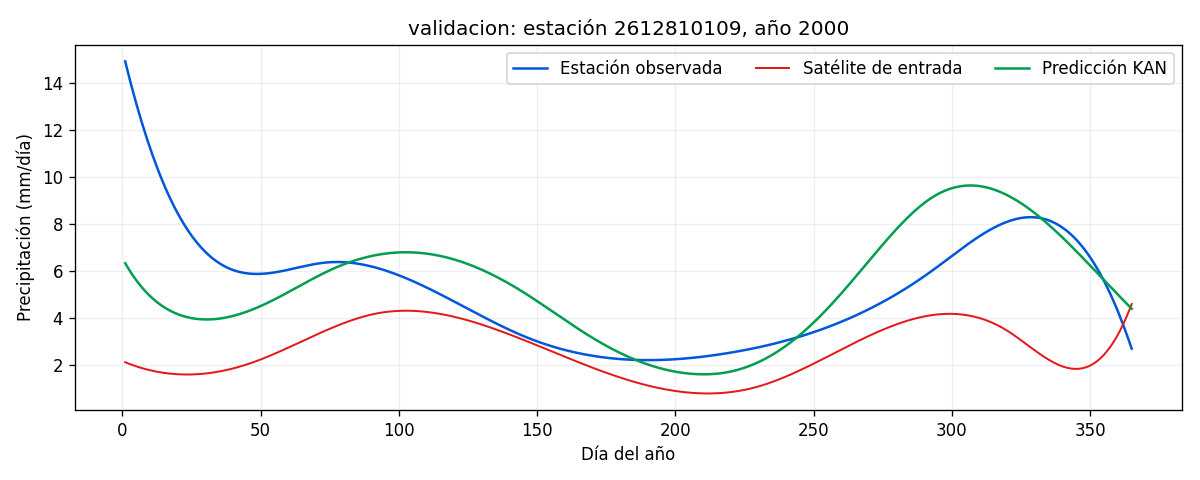 validacion: estación 2612810109, año 2000
Estación observada
Satélite de entrada
Predicción KAN
Precipitación (mm/día)
14
12
10
8
6
4
2
0
50
100
150
200
250
300
350
Día del año